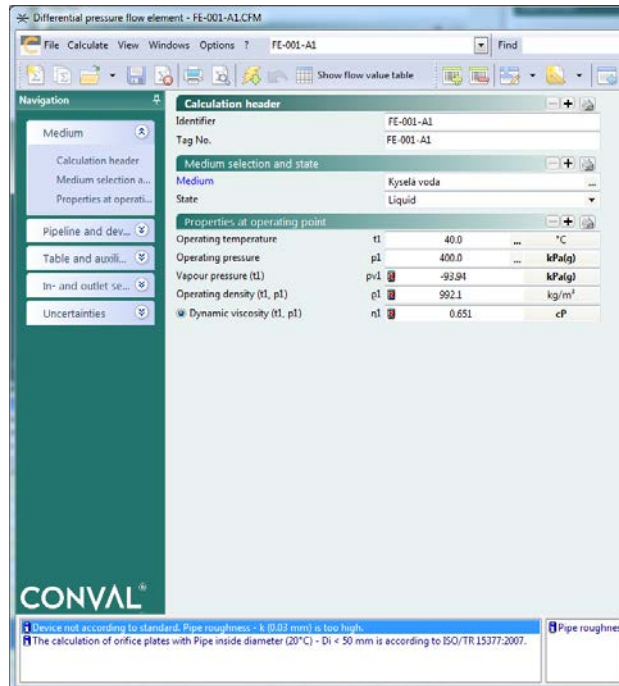 Differential pressure flow element - FE-001-A1.CFM
File Calculate View Windows Options ? FE-001-A1 Find
Show flow value table
Navigation
Medium
Calculation header
Medium selection a...
Properties at operati...
Pipeline and dev...
Table and auxili...
In- and outlet se...
Uncertainties
Calculation header
Identifier FE-001-A1
Tag No. FE-001-A1
Medium selection and state
Medium Kyselá voda ...
State Liquid
Properties at operating point
Operating temperature t1 40.0 ... °C
Operating pressure p1 400.0 ... kPa(g)
Vapour pressure (t1) pv1 -93.94 kPa(g)
Operating density (t1, p1) ρ1 992.1 kg/m³
Dynamic viscosity (t1, p1) η1 0.651 cP
CONVAL®
Device not according to standard. Pipe roughness - k (0.03 mm) is too high.
The calculation of orifice plates with Pipe inside diameter (20°C) - Di < 50 mm is according to ISO/TR 15377:2007.
Pipe roughnes